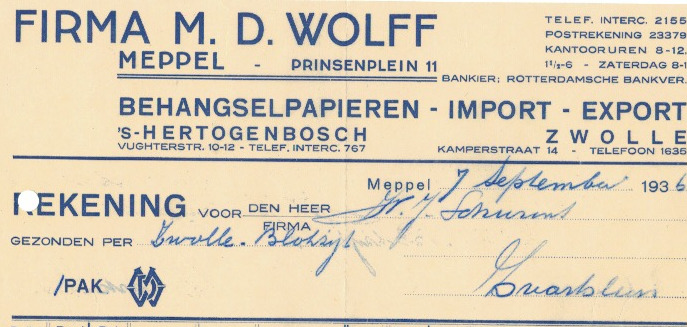 FIRMA M. D. WOLFF
MEPPEL - PRINSENPLEIN 11
TELEF. INTERC. 2155
POSTREKENING 23379
KANTOORUREN 8-12,
1½-6 - ZATERDAG 8-1
BANKIER; ROTTERDAMSCHE BANKVER.
BEHANGSELPAPIEREN - IMPORT - EXPORT
'S-HERTOGENBOSCH
VUGHTERSTR. 10-12 - TELEF. INTERC. 767
ZWOLLE
KAMPERSTRAAT 14 - TELEFOON 1635
Meppel 7 September 1936
REKENING VOOR DEN HEER
FIRMA
GEZONDEN PER Zwolle-Blokzijl
/PAK